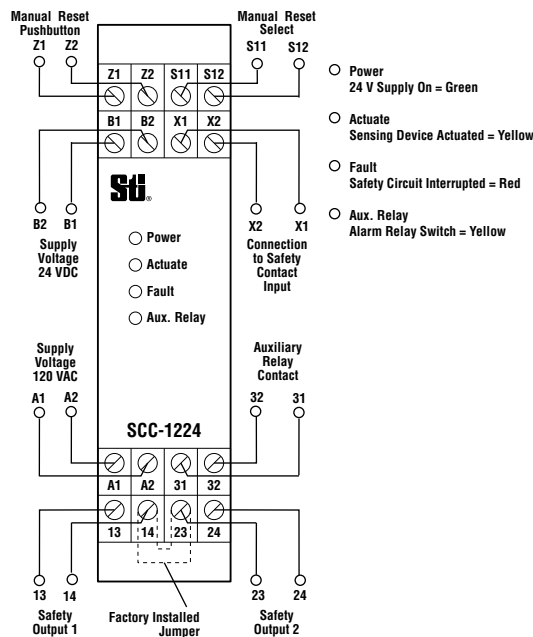 Manual Reset
Pushbutton
Z1 Z2
Manual Reset
Select
S11 S12
Z1 Z2 S11 S12
B1 B2 X1 X2
Power
24 V Supply On = Green
Actuate
Sensing Device Actuated = Yellow
Fault
Safety Circuit Interrupted = Red
Aux. Relay
Alarm Relay Switch = Yellow
Sti®
B2 B1
Supply
Voltage
24 VDC
X2 X1
Connection
to Safety
Contact
Input
Power
Actuate
Fault
Aux. Relay
Supply
Voltage
120 VAC
A1 A2
Auxiliary
Relay
Contact
32 31
SCC-1224
A1 A2 31 32
13 14 23 24
13 14
Safety
Output 1
Factory Installed
Jumper
23 24
Safety
Output 2